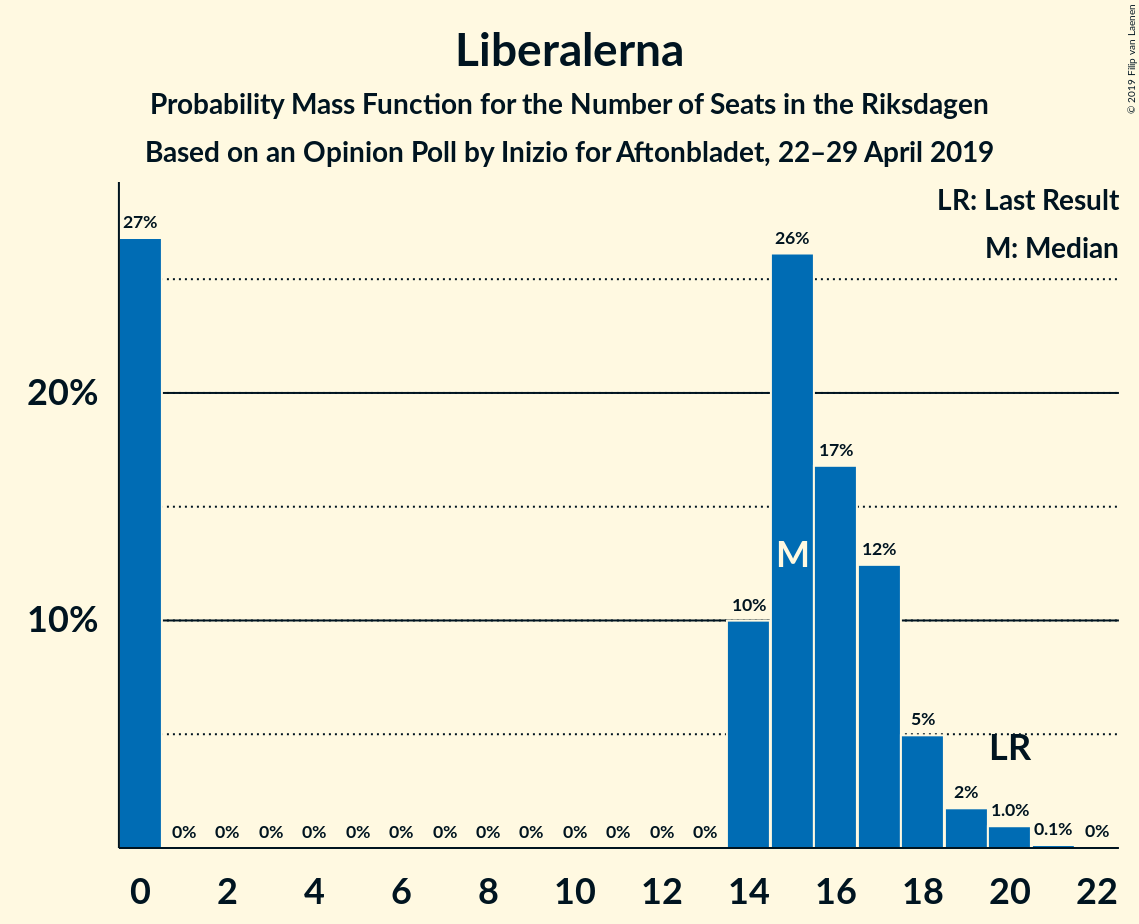 Liberalerna
Probability Mass Function for the Number of Seats in the Riksdagen
Based on an Opinion Poll by Inizio for Aftonbladet, 22–29 April 2019
© 2019 Filip van Laenen
LR: Last Result
M: Median
27%
26%
20%
17%
12%
M
10%
10%
5%
LR
2%
1.0%
0% 0% 0% 0% 0% 0% 0% 0% 0% 0% 0% 0% 0% 0.1% 0%
0 2 4 6 8 10 12 14 16 18 20 22